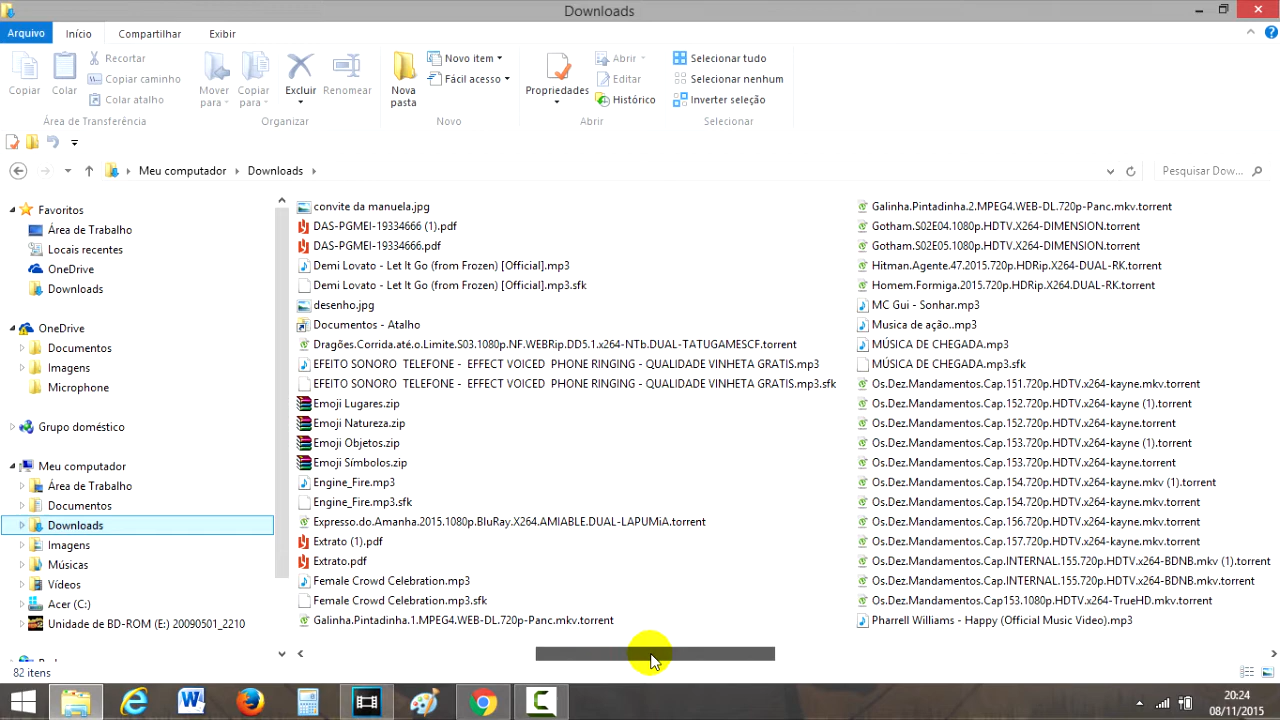 Downloads
Arquivo
Início
Compartilhar
Exibir
Copiar
Colar
Recortar
Copiar caminho
Colar atalho
Área de Transferência
Mover para
Copiar para
Excluir
Renomear
Organizar
Nova pasta
Novo item
Fácil acesso
Novo
Propriedades
Abrir
Editar
Histórico
Abrir
Selecionar tudo
Selecionar nenhum
Inverter seleção
Selecionar
Meu computador
Downloads
Pesquisar Dow...
Favoritos
Área de Trabalho
Locais recentes
OneDrive
Downloads
OneDrive
Documentos
Imagens
Microphone
Grupo doméstico
Meu computador
Área de Trabalho
Documentos
Downloads
Imagens
Músicas
Vídeos
Acer (C:)
Unidade de BD-ROM (E:) 20090501_2210
convite da manuela.jpg
DAS-PGMEI-19334666 (1).pdf
DAS-PGMEI-19334666.pdf
Demi Lovato - Let It Go (from Frozen) [Official].mp3
Demi Lovato - Let It Go (from Frozen) [Official].mp3.sfk
desenho.jpg
Documentos - Atalho
Dragões.Corrida.até.o.Limite.S03.1080p.NF.WEBRip.DD5.1.x264-NTb.DUAL-TATUGAMESCF.torrent
EFEITO SONORO  TELEFONE -  EFFECT VOICED  PHONE RINGING - QUALIDADE VINHETA GRATIS.mp3
EFEITO SONORO  TELEFONE -  EFFECT VOICED  PHONE RINGING - QUALIDADE VINHETA GRATIS.mp3.sfk
Emoji Lugares.zip
Emoji Natureza.zip
Emoji Objetos.zip
Emoji Símbolos.zip
Engine_Fire.mp3
Engine_Fire.mp3.sfk
Expresso.do.Amanha.2015.1080p.BluRay.X264.AMIABLE.DUAL-LAPUMiA.torrent
Extrato (1).pdf
Extrato.pdf
Female Crowd Celebration.mp3
Female Crowd Celebration.mp3.sfk
Galinha.Pintadinha.1.MPEG4.WEB-DL.720p-Panc.mkv.torrent
Galinha.Pintadinha.2.MPEG4.WEB-DL.720p-Panc.mkv.torrent
Gotham.S02E04.1080p.HDTV.X264-DIMENSION.torrent
Gotham.S02E05.1080p.HDTV.X264-DIMENSION.torrent
Hitman.Agente.47.2015.720p.HDRip.X264-DUAL-RK.torrent
Homem.Formiga.2015.720p.HDRip.X264.DUAL-RK.torrent
MC Gui - Sonhar.mp3
Musica de ação..mp3
MÚSICA DE CHEGADA.mp3
MÚSICA DE CHEGADA.mp3.sfk
Os.Dez.Mandamentos.Cap.151.720p.HDTV.x264-kayne.mkv.torrent
Os.Dez.Mandamentos.Cap.152.720p.HDTV.x264-kayne (1).torrent
Os.Dez.Mandamentos.Cap.152.720p.HDTV.x264-kayne.torrent
Os.Dez.Mandamentos.Cap.153.720p.HDTV.x264-kayne (1).torrent
Os.Dez.Mandamentos.Cap.153.720p.HDTV.x264-kayne.torrent
Os.Dez.Mandamentos.Cap.154.720p.HDTV.x264-kayne.mkv (1).torrent
Os.Dez.Mandamentos.Cap.154.720p.HDTV.x264-kayne.mkv.torrent
Os.Dez.Mandamentos.Cap.156.720p.HDTV.x264-kayne.mkv.torrent
Os.Dez.Mandamentos.Cap.157.720p.HDTV.x264-kayne.mkv.torrent
Os.Dez.Mandamentos.Cap.INTERNAL.155.720p.HDTV.x264-BDNB.mkv (1).torrent
Os.Dez.Mandamentos.Cap.INTERNAL.155.720p.HDTV.x264-BDNB.mkv.torrent
Os.Dez.Mandamentos.Cap153.1080p.HDTV.x264-TrueHD.mkv.torrent
Pharrell Williams - Happy (Official Music Video).mp3
82 itens
20:24
08/11/2015